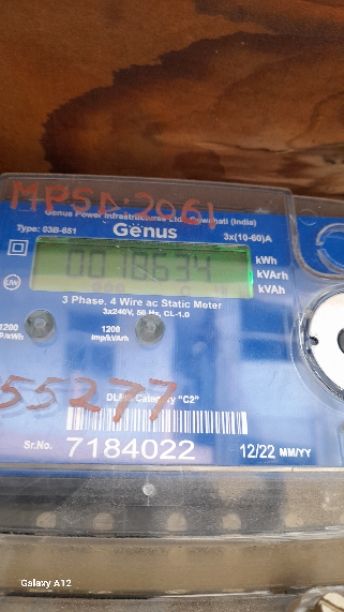 MPSA:2061
Genus Power Infrastructures Ltd., Guwahati (India)
Type: 03B-651
Genus
3x(10-60)A
0018634
kWh
kVArh
kVAh
UW
3 Phase, 4 Wire ac Static Meter
3x240V, 50 Hz, CL-1.0
1200
imp/kVArh
1200
P/kWh
55277
Category "C2"
Sr.No. 7184022
12/22 MM/YY
Galaxy A12